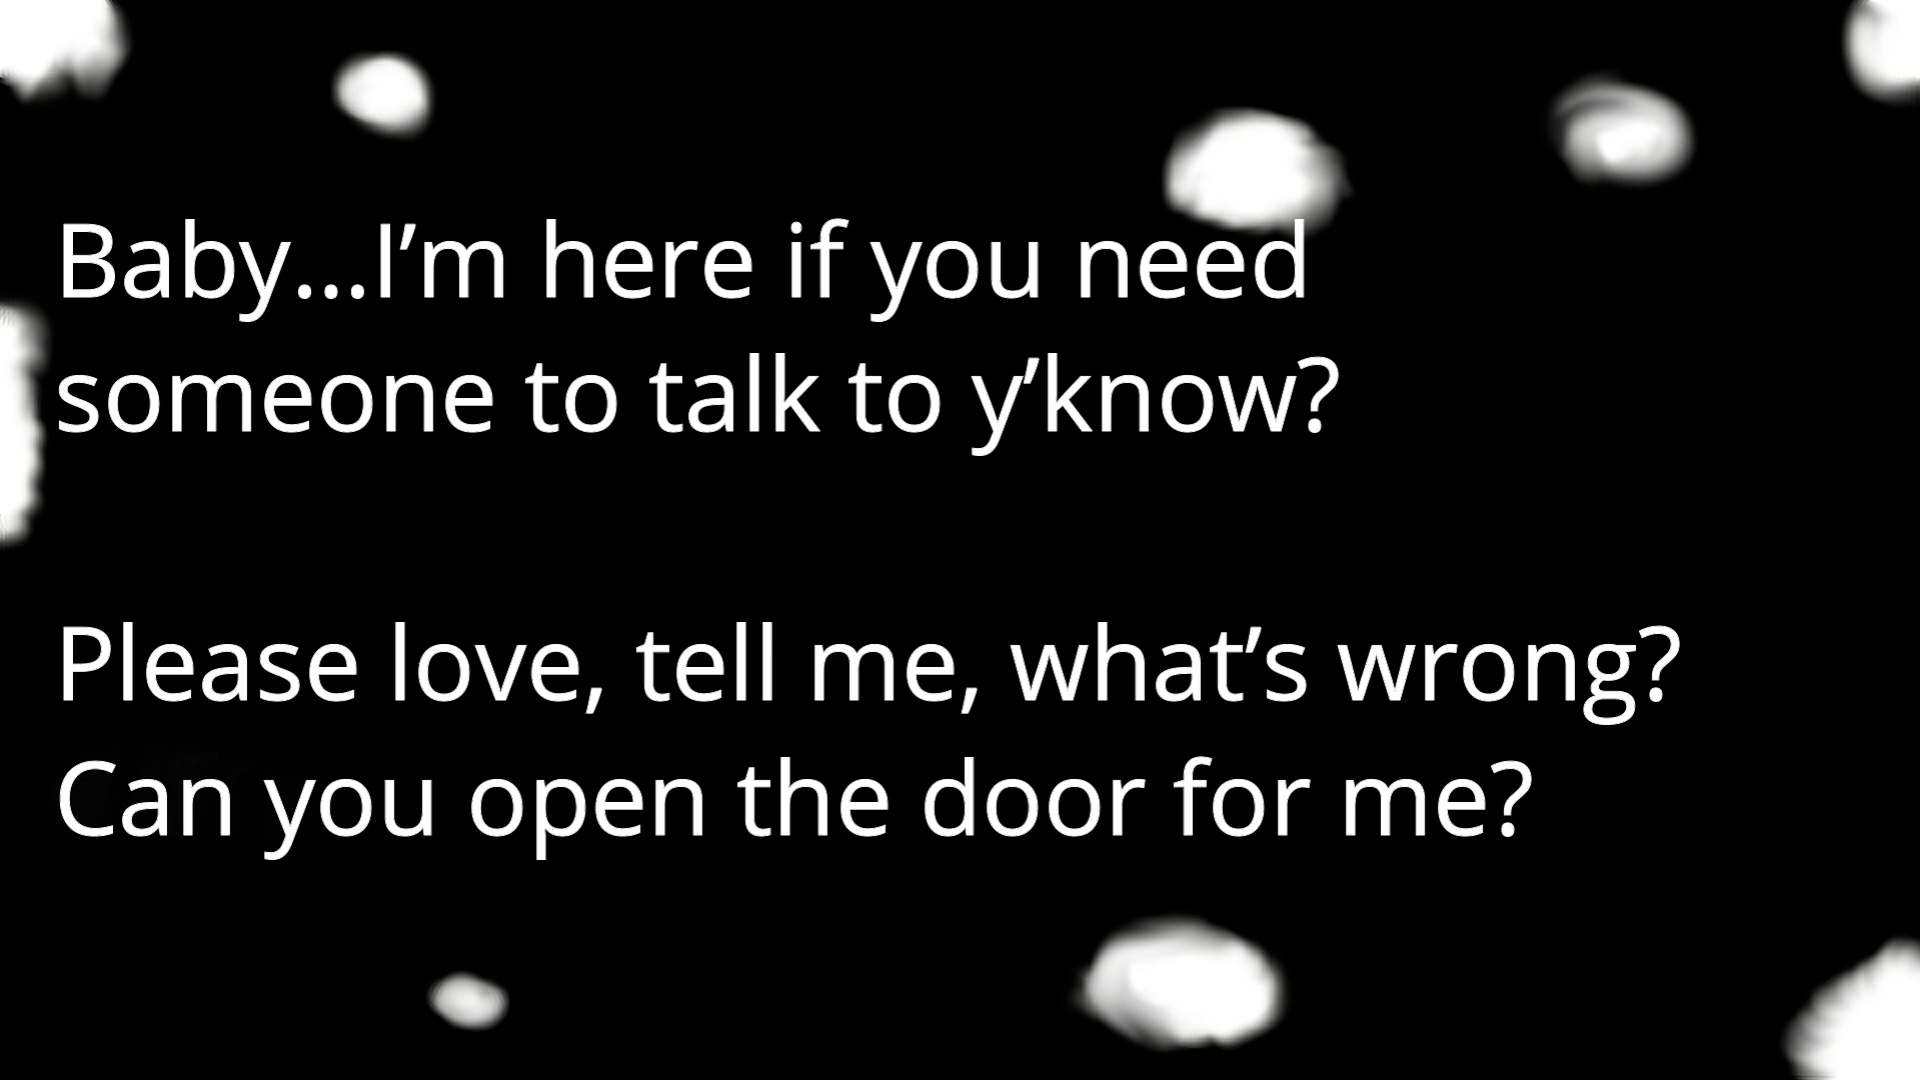 Baby...I’m here if you need
someone to talk to y’know?
Please love, tell me, what’s wrong?
Can you open the door for me?